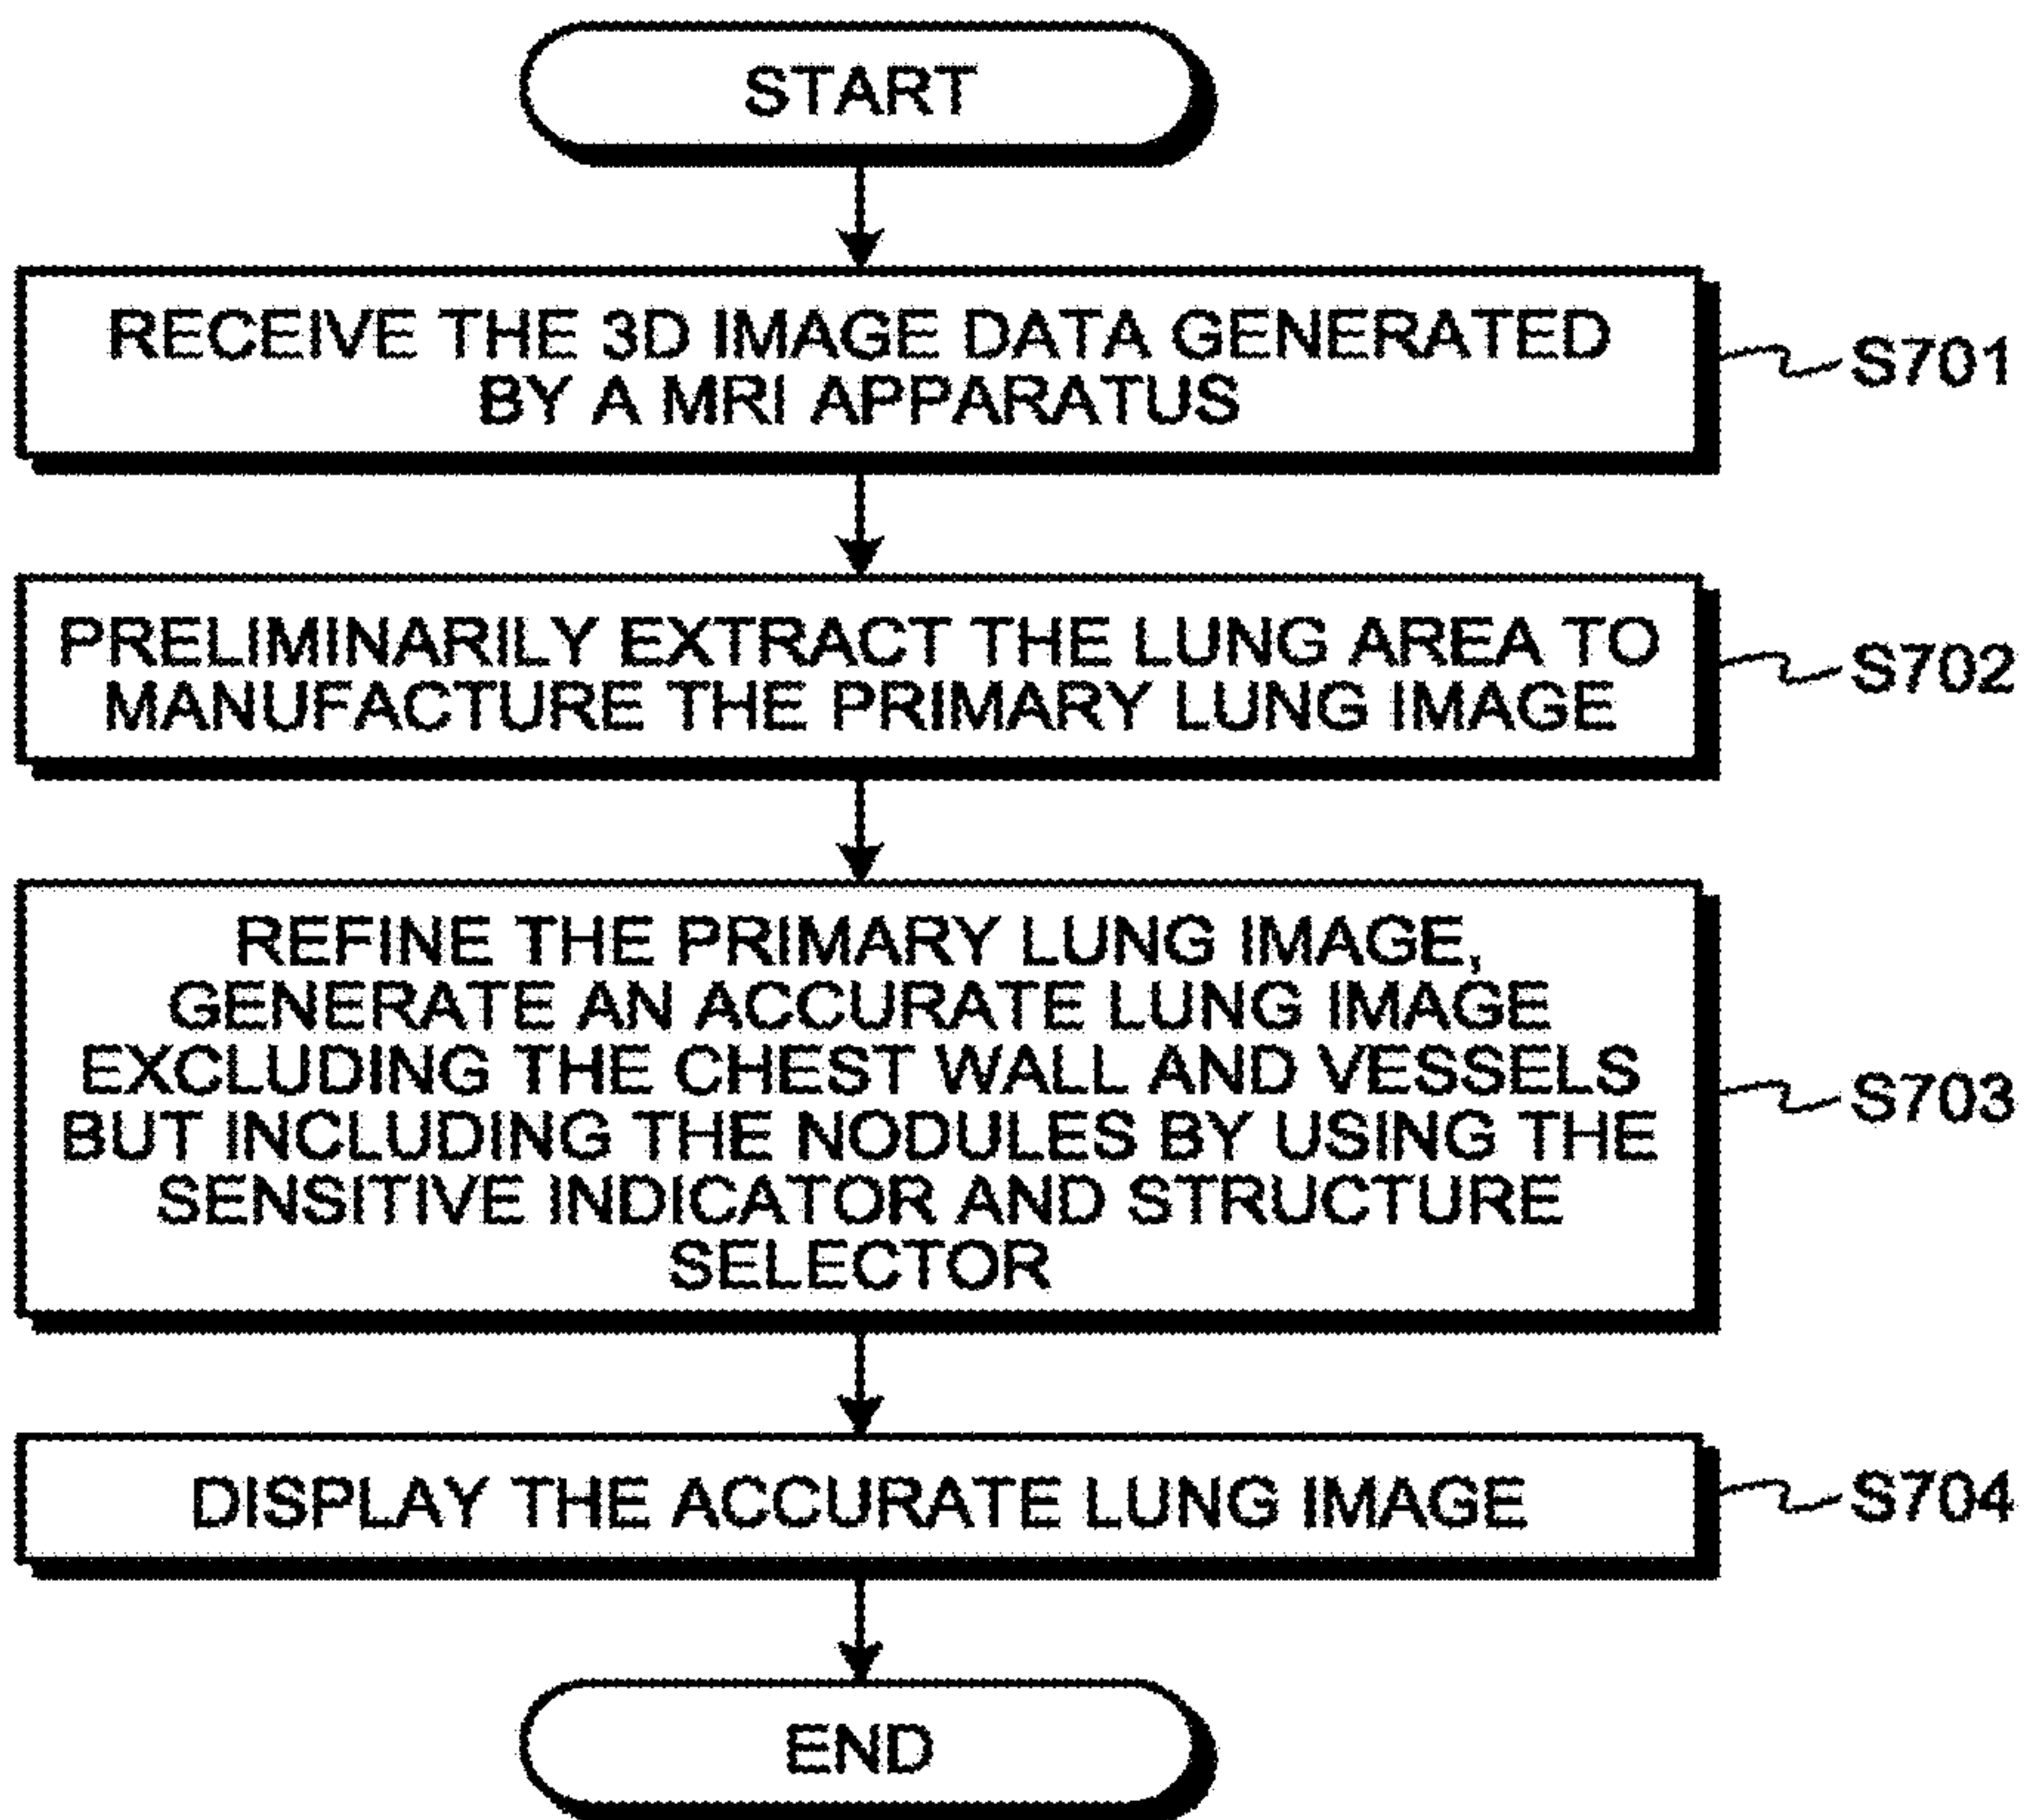 START
RECEIVE THE 3D IMAGE DATA GENERATED
BY A MRI APPARATUS
S701
PRELIMINARILY EXTRACT THE LUNG AREA TO
MANUFACTURE THE PRIMARY LUNG IMAGE
S702
REFINE THE PRIMARY LUNG IMAGE,
GENERATE AN ACCURATE LUNG IMAGE
EXCLUDING THE CHEST WALL AND VESSELS
BUT INCLUDING THE NODULES BY USING THE
SENSITIVE INDICATOR AND STRUCTURE
SELECTOR
S703
DISPLAY THE ACCURATE LUNG IMAGE
S704
END